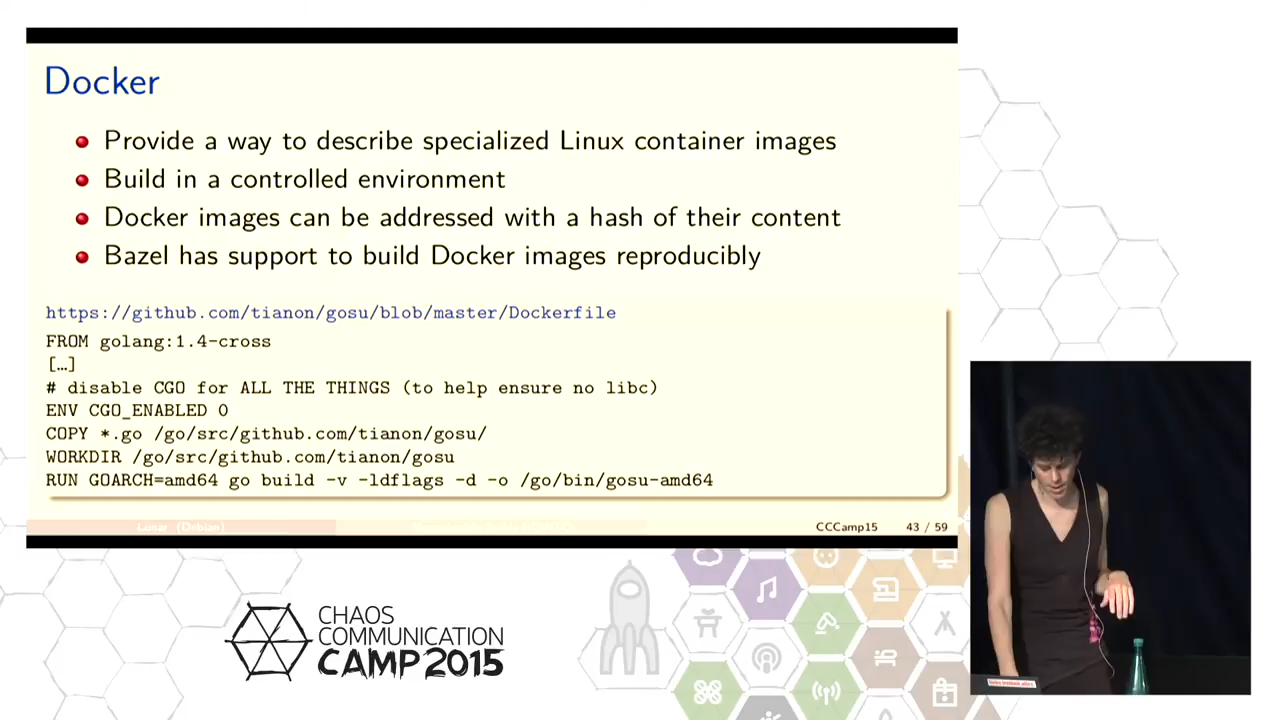 Docker
Provide a way to describe specialized Linux container images
Build in a controlled environment
Docker images can be addressed with a hash of their content
Bazel has support to build Docker images reproducibly
https://github.com/tianon/gosu/blob/master/Dockerfile
FROM golang:1.4-cross
[…]
# disable CGO for ALL THE THINGS (to help ensure no libc)
ENV CGO_ENABLED 0
COPY *.go /go/src/github.com/tianon/gosu/
WORKDIR /go/src/github.com/tianon/gosu
RUN GOARCH=amd64 go build -v -ldflags -d -o /go/bin/gosu-amd64
Lunar (Debian)
CCCamp15 43 / 59
CHAOS
COMMUNICATION
CAMP 2015